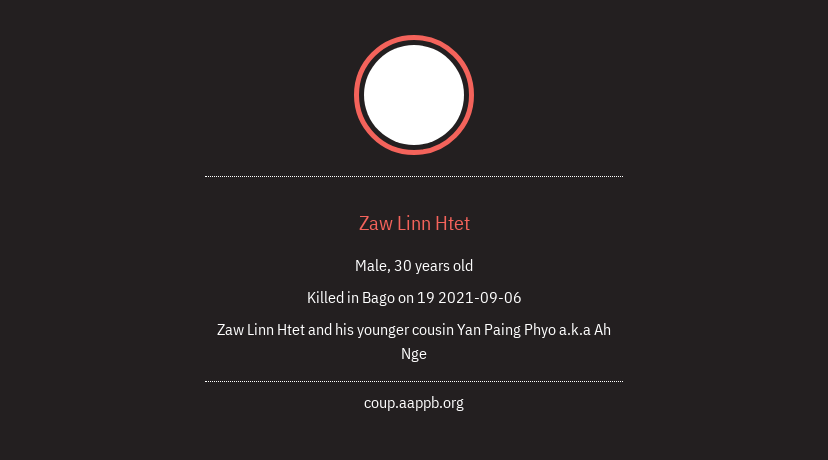 Zaw Linn Htet
Male, 30 years old
Killed in Bago on 19 2021-09-06
Zaw Linn Htet and his younger cousin Yan Paing Phyo a.k.a Ah
Nge
coup.aappb.org